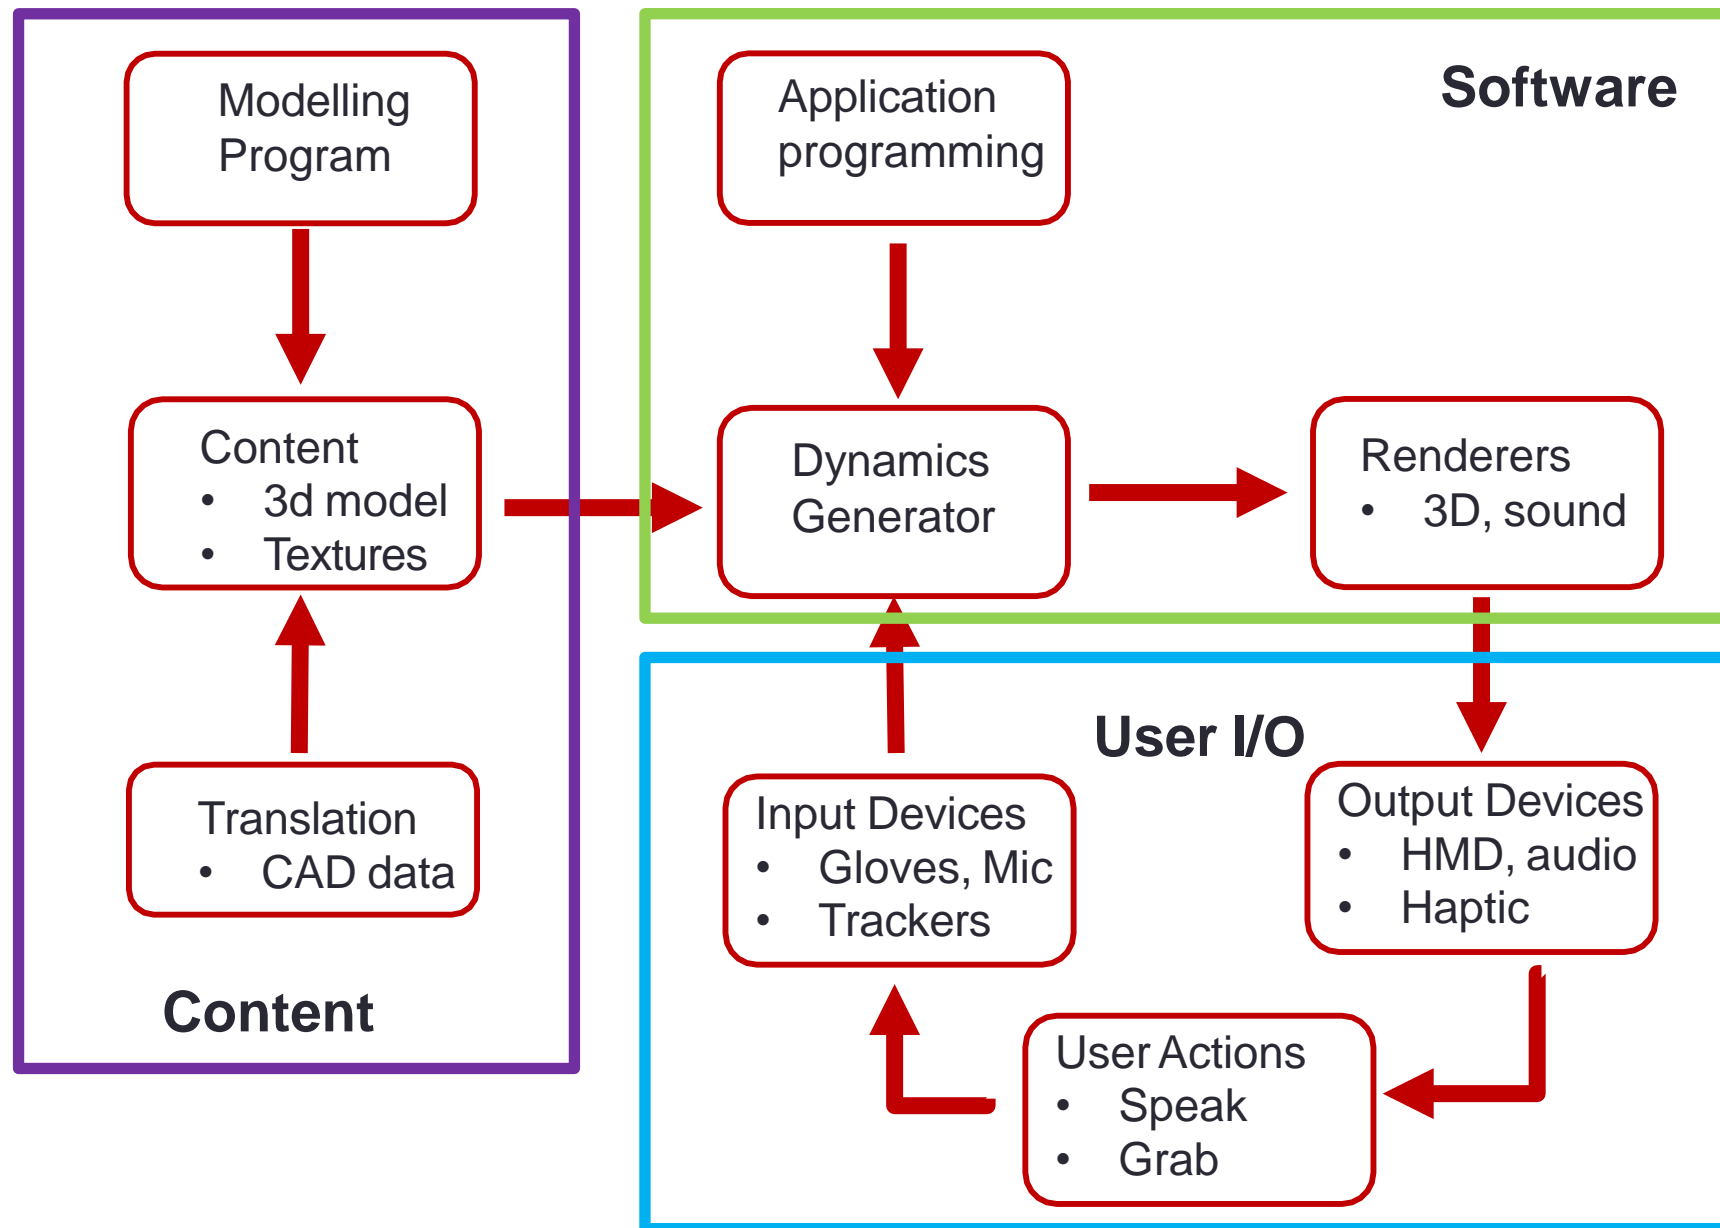 Modelling
Program
Content
• 3d model
• Textures
Translation
• CAD data
Content
Software
Application
programming
Dynamics
Generator
Renderers
• 3D, sound
User I/O
Input Devices
• Gloves, Mic
• Trackers
Output Devices
• HMD, audio
• Haptic
User Actions
• Speak
• Grab